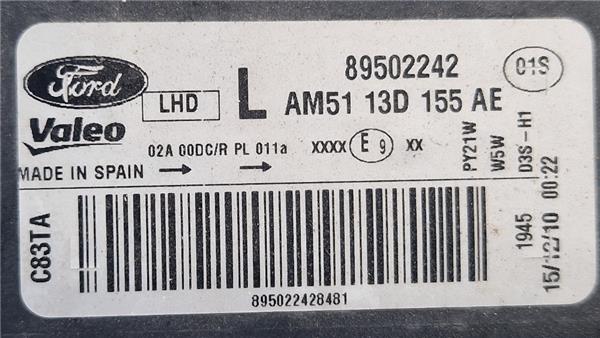 Ford
Valeo
LHD
L
89502242
01S
AM51 13D 155 AE
02A 00DC/R PL 011a
XXXX E 9 XX
MADE IN SPAIN
PY21W
W5W
D3S-H1
C83TA
895022428481
1945
15/12/10 00:22